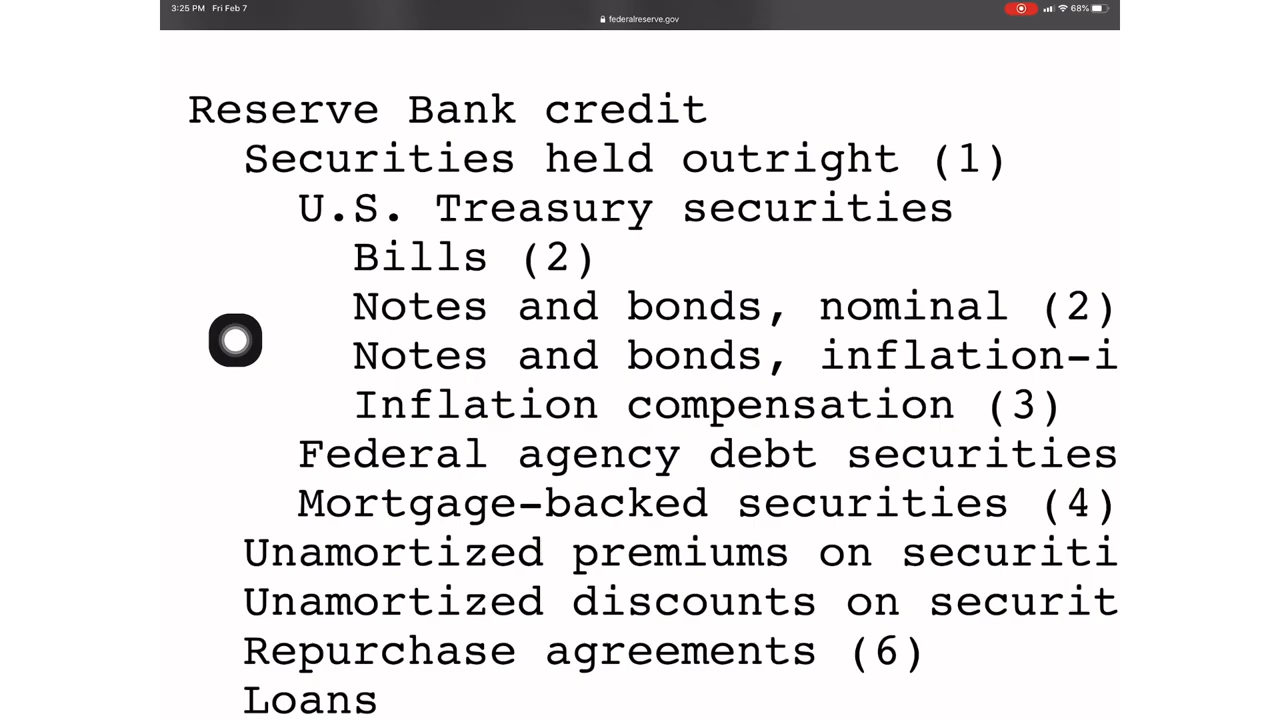 3:25 PM Fri Feb 7
68%
federalreserve.gov
Reserve Bank credit
Securities held outright (1)
U.S. Treasury securities
Bills (2)
Notes and bonds, nominal (2)
Notes and bonds, inflation-i
Inflation compensation (3)
Federal agency debt securities
Mortgage-backed securities (4)
Unamortized premiums on securiti
Unamortized discounts on securit
Repurchase agreements (6)
Loans